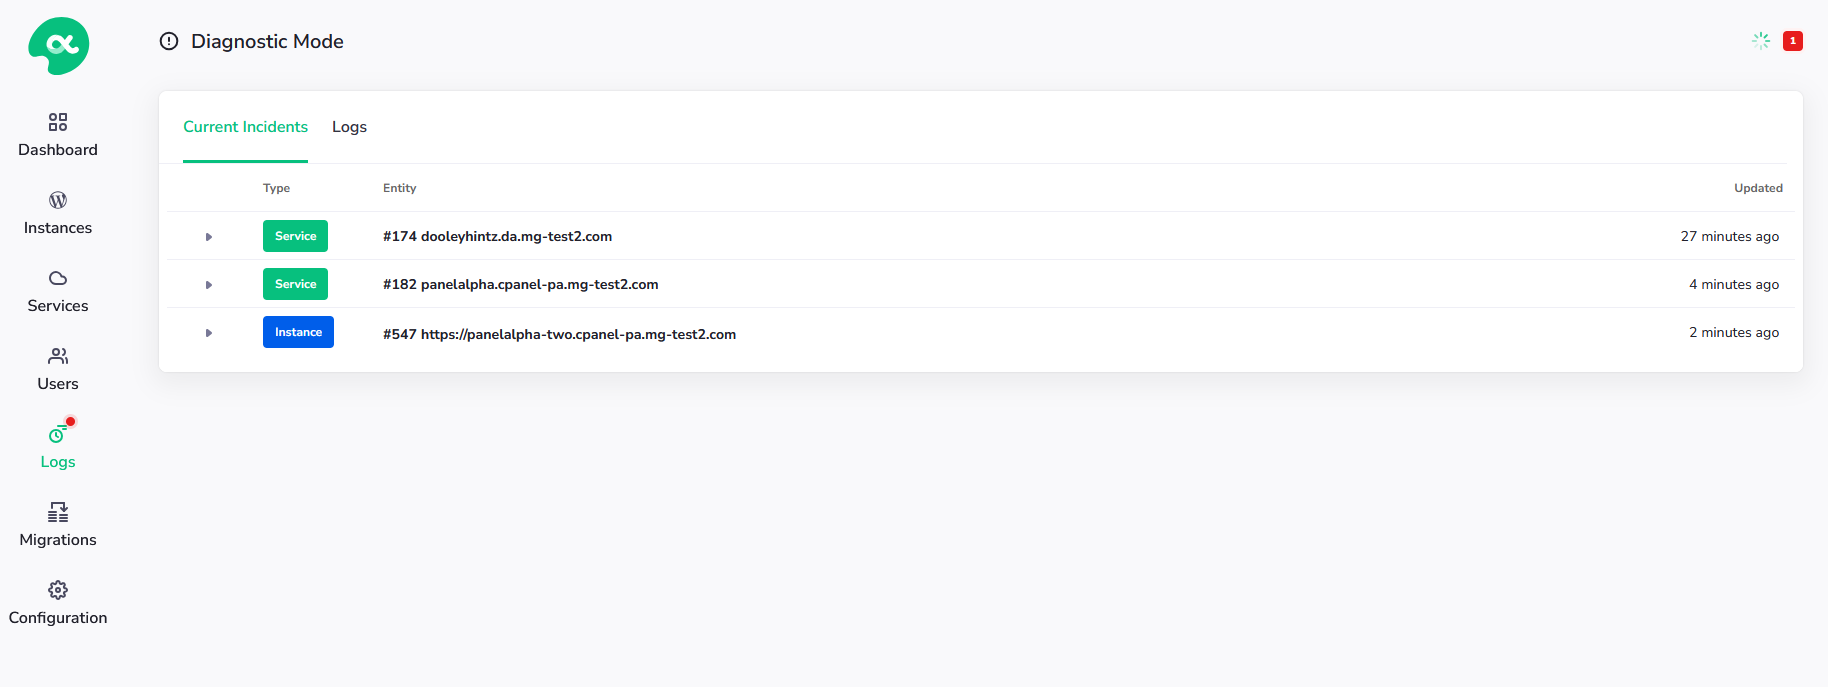 Diagnostic Mode
1
Dashboard
Instances
Services
Users
Logs
Migrations
Configuration
Current Incidents Logs
Type Entity Updated
Service #174 dooleyhintz.da.mg-test2.com 27 minutes ago
Service #182 panelalpha.cpanel-pa.mg-test2.com 4 minutes ago
Instance #547 https://panelalpha-two.cpanel-pa.mg-test2.com 2 minutes ago